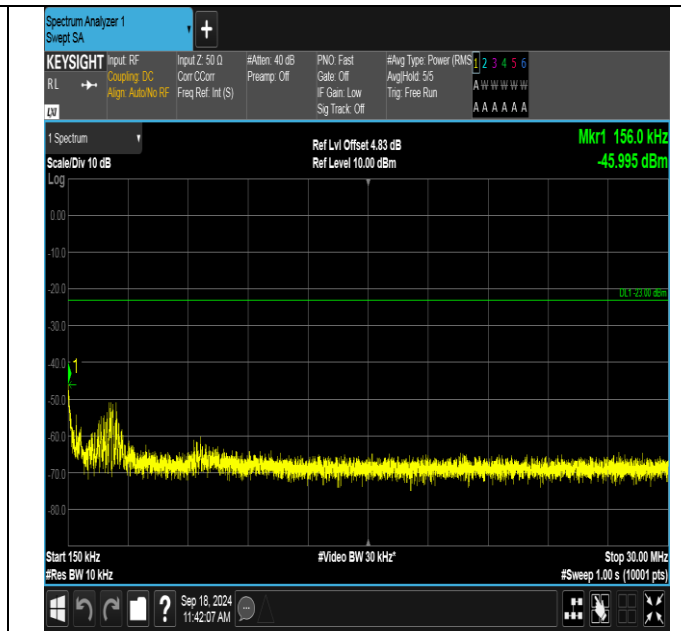 Spectrum Analyzer 1
Swept SA
+
KEYSIGHT
RL
LXI
Input: RF
Coupling: DC
Align: Auto/No RF
Input Z: 50 Ω
Corr CCorr
Freq Ref: Int (S)
#Atten: 40 dB
Preamp: Off
PNO: Fast
Gate: Off
IF Gain: Low
Sig Track: Off
#Avg Type: Power (RMS
Avg|Hold: 5/5
Trig: Free Run
1 2 3 4 5 6
A W W W W W
A A A A A A
1 Spectrum
Scale/Div 10 dB
Ref Lvl Offset 4.83 dB
Ref Level 10.00 dBm
Mkr1 156.0 kHz
-45.995 dBm
Log
0.00
-10.0
-20.0
DL1 -23.00 dBm
-30.0
-40.0
1
-50.0
-60.0
-70.0
-80.0
Start 150 kHz
#Video BW 30 kHz*
Stop 30.00 MHz
#Res BW 10 kHz
#Sweep 1.00 s (10001 pts)
?
Sep 18, 2024
11:42:07 AM